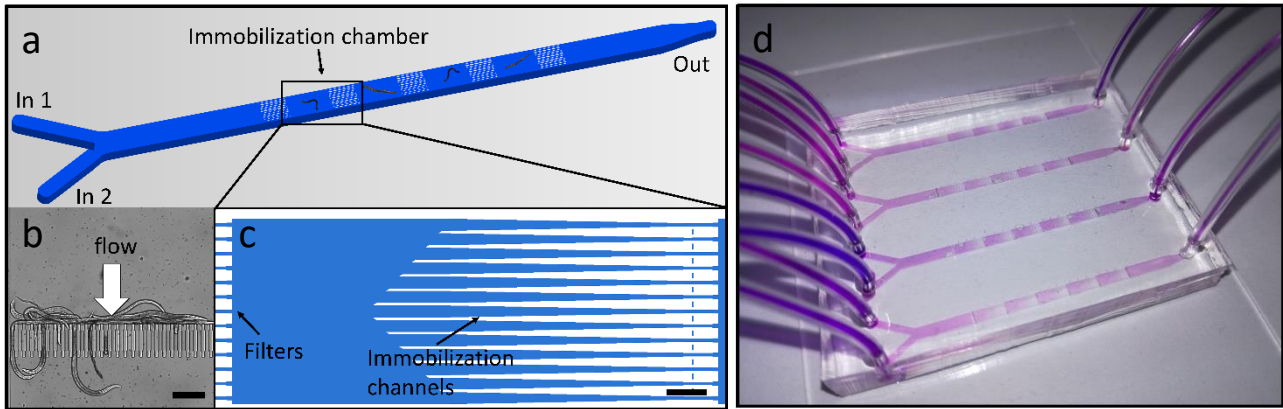 a
Immobilization chamber
Out
In 1
In 2
b
flow
c
Filters
Immobilization
channels
d